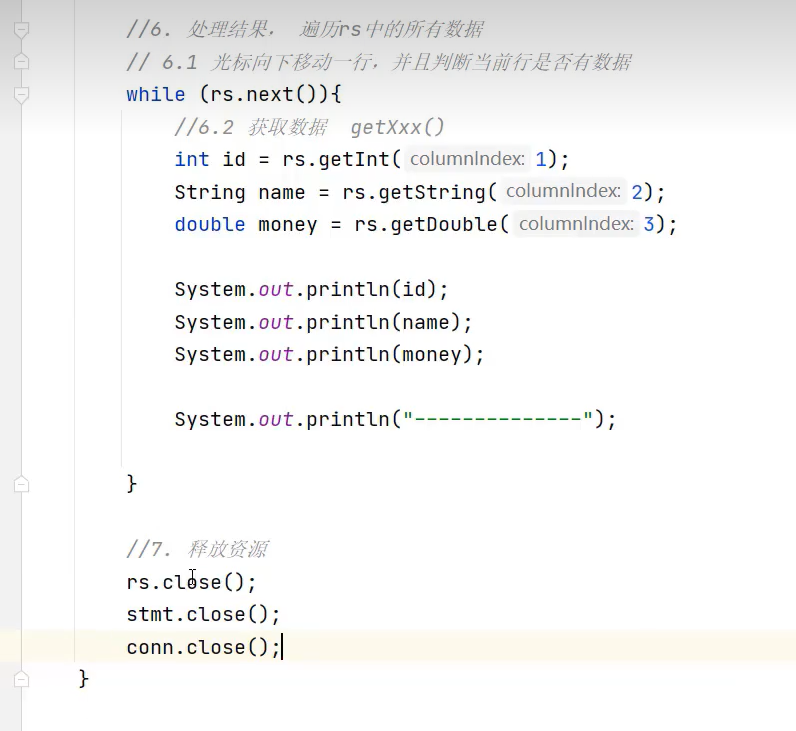 //6. 处理结果， 遍历rs中的所有数据
// 6.1 光标向下移动一行，并且判断当前行是否有数据
while (rs.next()){
//6.2 获取数据  getXxx()
int id = rs.getInt( columnIndex: 1);
String name = rs.getString( columnIndex: 2);
double money = rs.getDouble( columnIndex: 3);
System.out.println(id);
System.out.println(name);
System.out.println(money);
System.out.println("--------------");
}
//7. 释放资源
rs.close();
stmt.close();
conn.close();
}